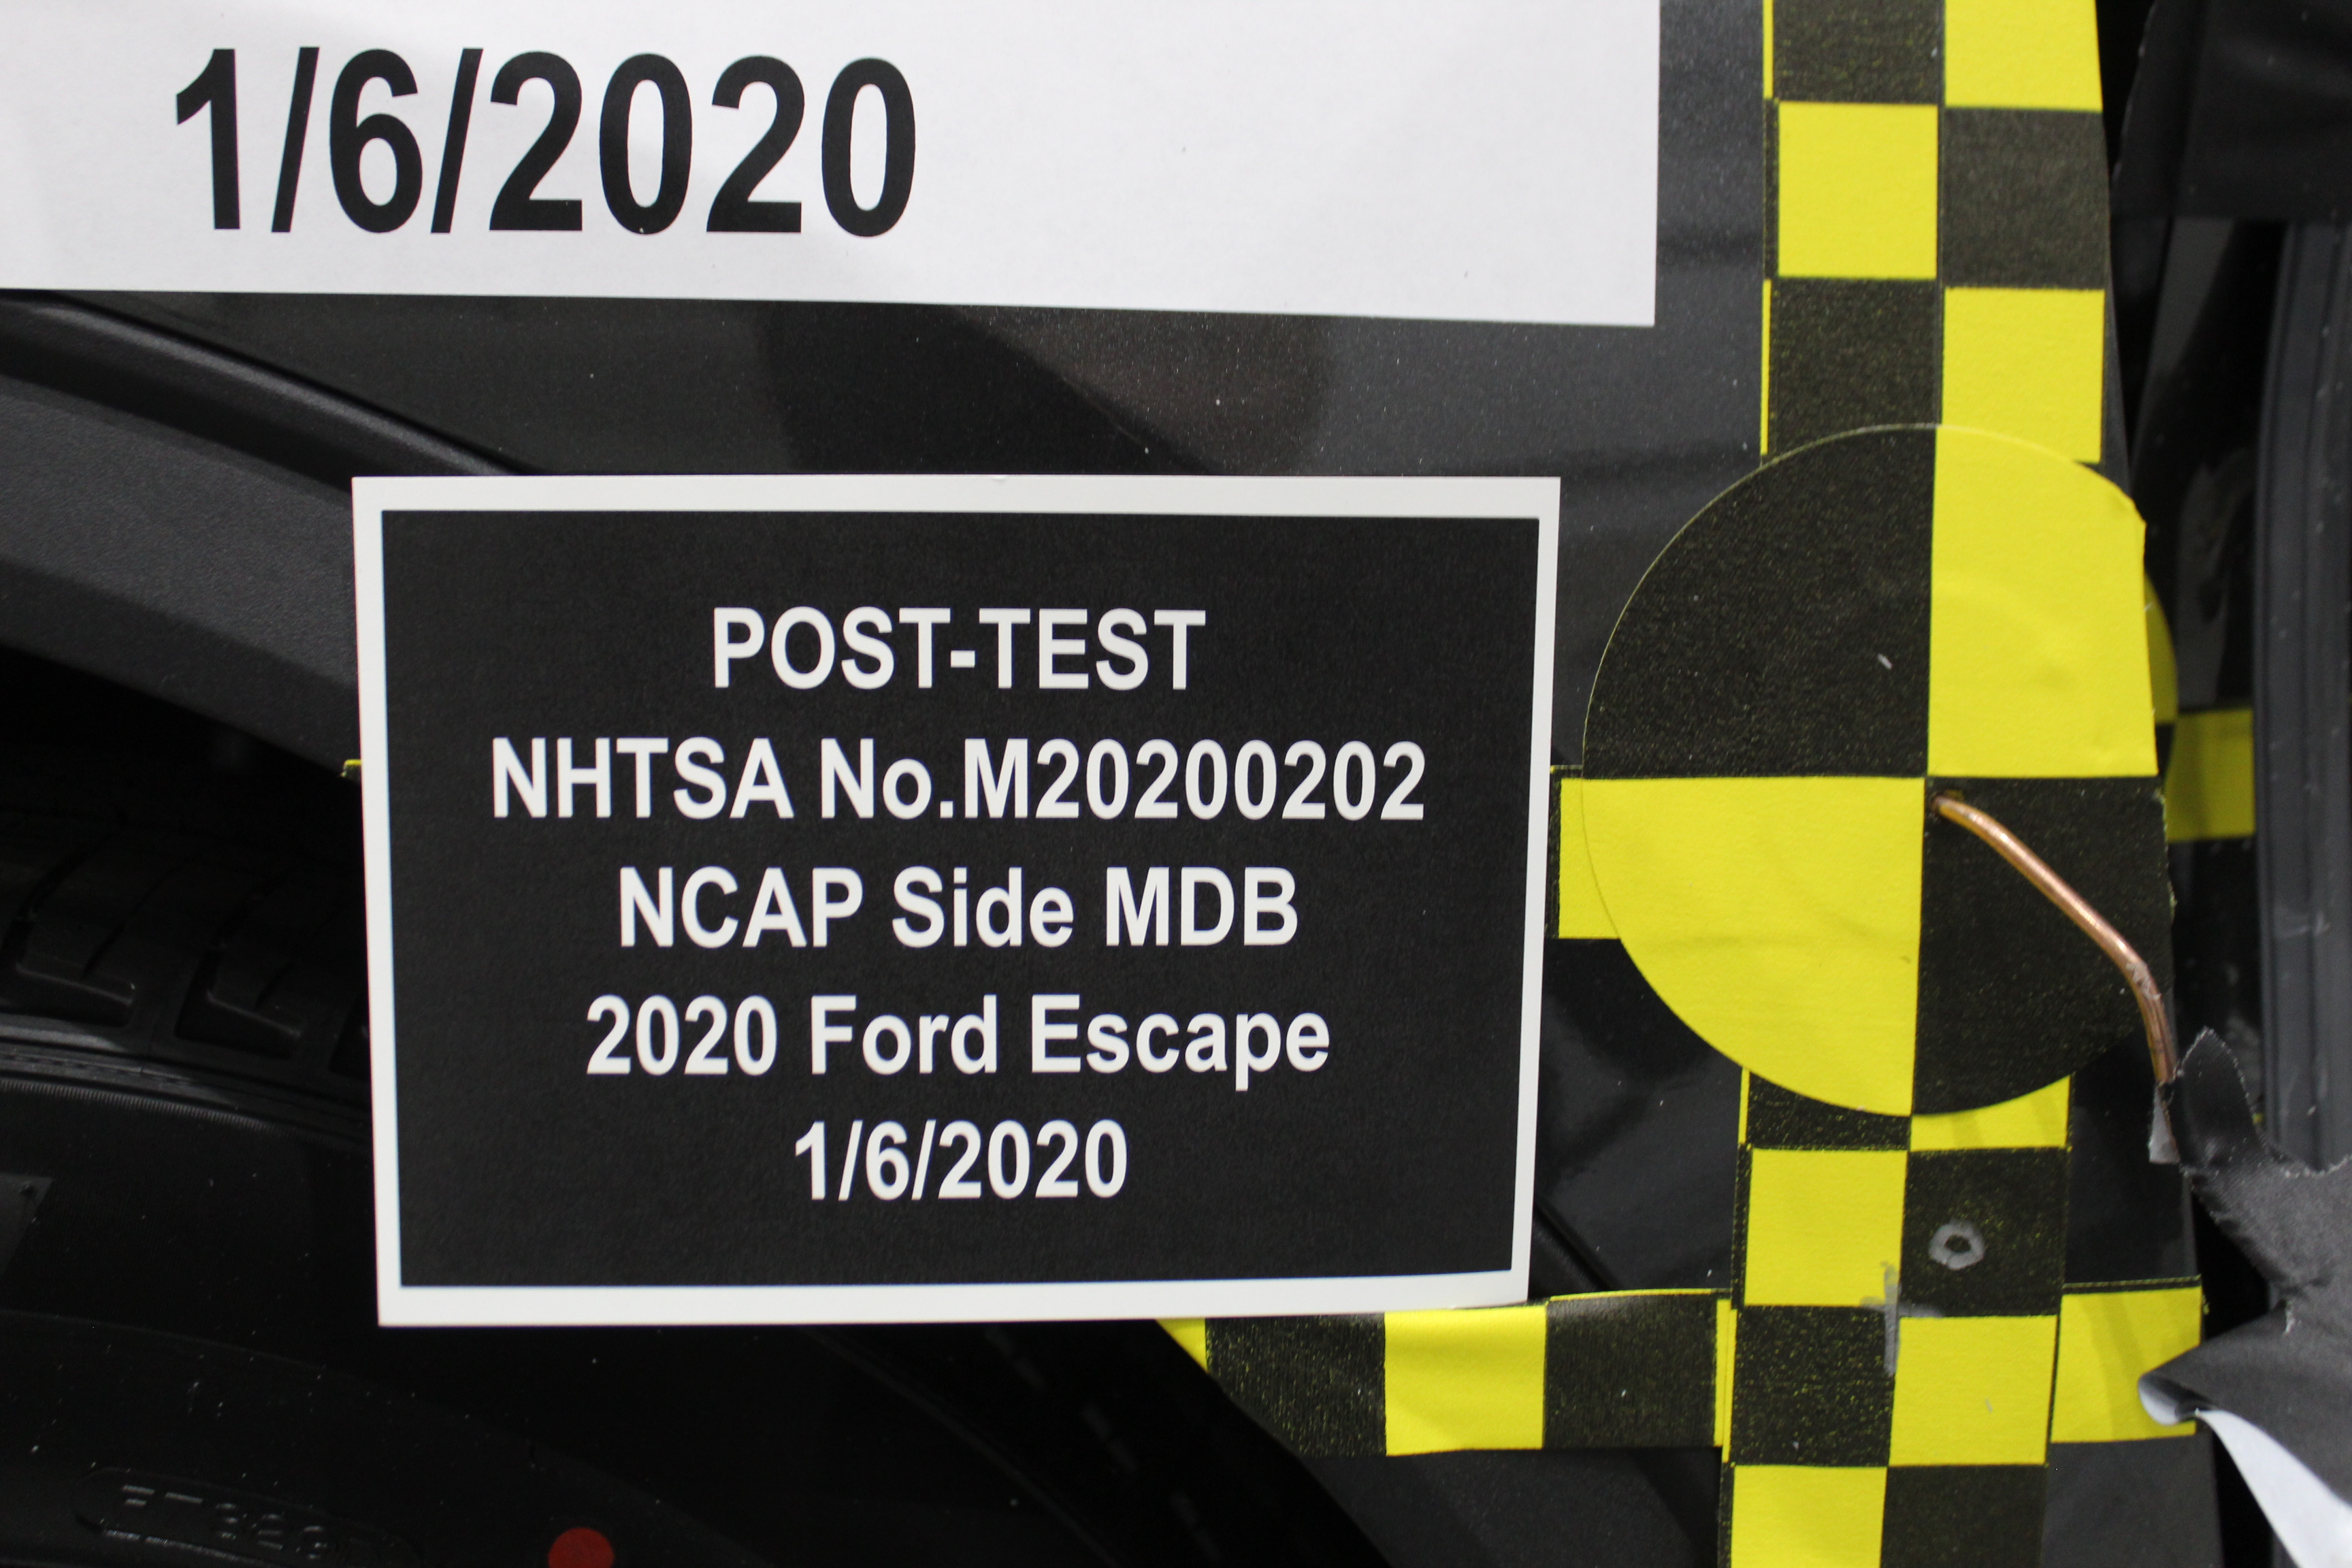 1/6/2020
POST-TEST
NHTSA No.M20200202
NCAP Side MDB
2020 Ford Escape
1/6/2020